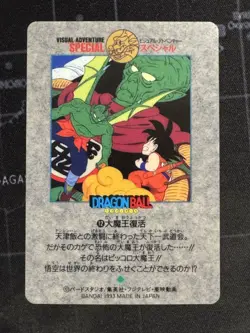 VISUAL ADVENTURE
ビジュアル・アドベンチャー
SPECIAL
スペシャル
DRAGON BALL
⑫大魔王復活
天津飯との激闘に終わった天下一武道会。
だがそのカゲで恐怖の大魔王が復活した……!!
その名はピッコロ大魔王――!!
悟空は世界の終わりをふせぐことができるのか!?
©バードスタジオ/集英社・フジテレビ・東映動画
BANDAI 1993 MADE IN JAPAN